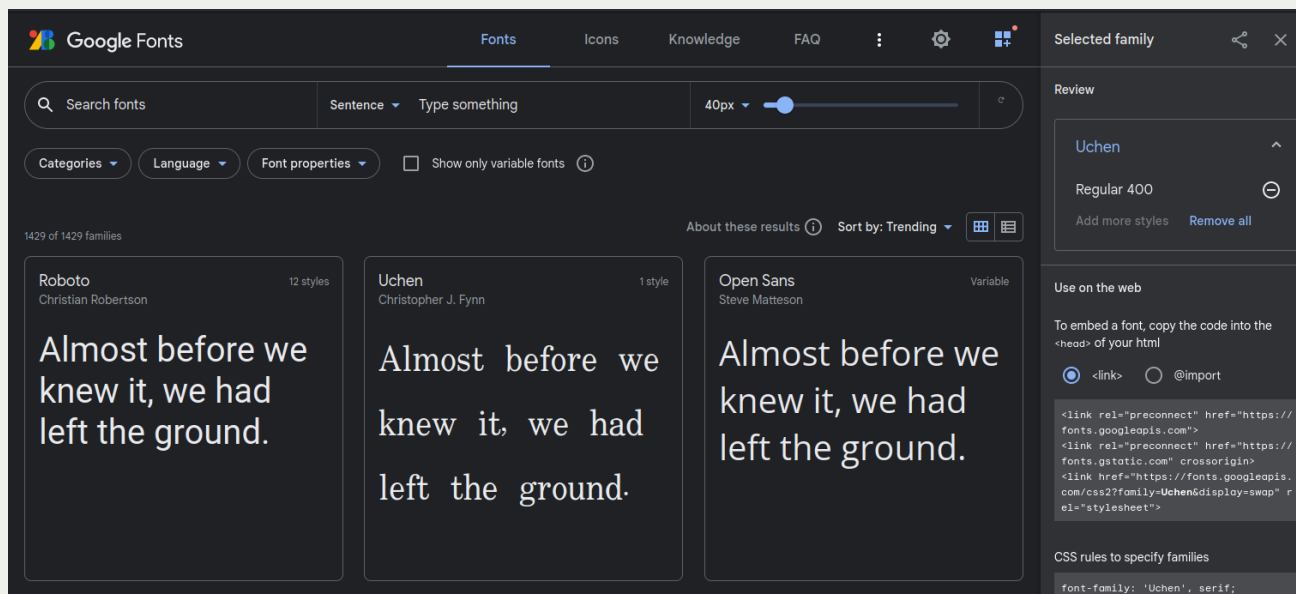 Google Fonts
Fonts Icons Knowledge FAQ
Search fonts Sentence Type something 40px
Categories Language Font properties Show only variable fonts
1429 of 1429 families
About these results Sort by: Trending
Roboto 12 styles
Christian Robertson
Almost before we
knew it, we had
left the ground.
Uchen 1 style
Christopher J. Fynn
Almost before we
knew it, we had
left the ground.
Open Sans Variable
Steve Matteson
Almost before we
knew it, we had
left the ground.
Selected family
Review
Uchen
Regular 400
Add more styles Remove all
Use on the web
To embed a font, copy the code into the
<head> of your html
<link> @import
<link rel="preconnect" href="https://
fonts.googleapis.com">
<link rel="preconnect" href="https://
fonts.gstatic.com" crossorigin>
<link href="https://fonts.googleapis.
com/css2?family=Uchen&display=swap" r
el="stylesheet">
CSS rules to specify families
font-family: 'Uchen', serif;